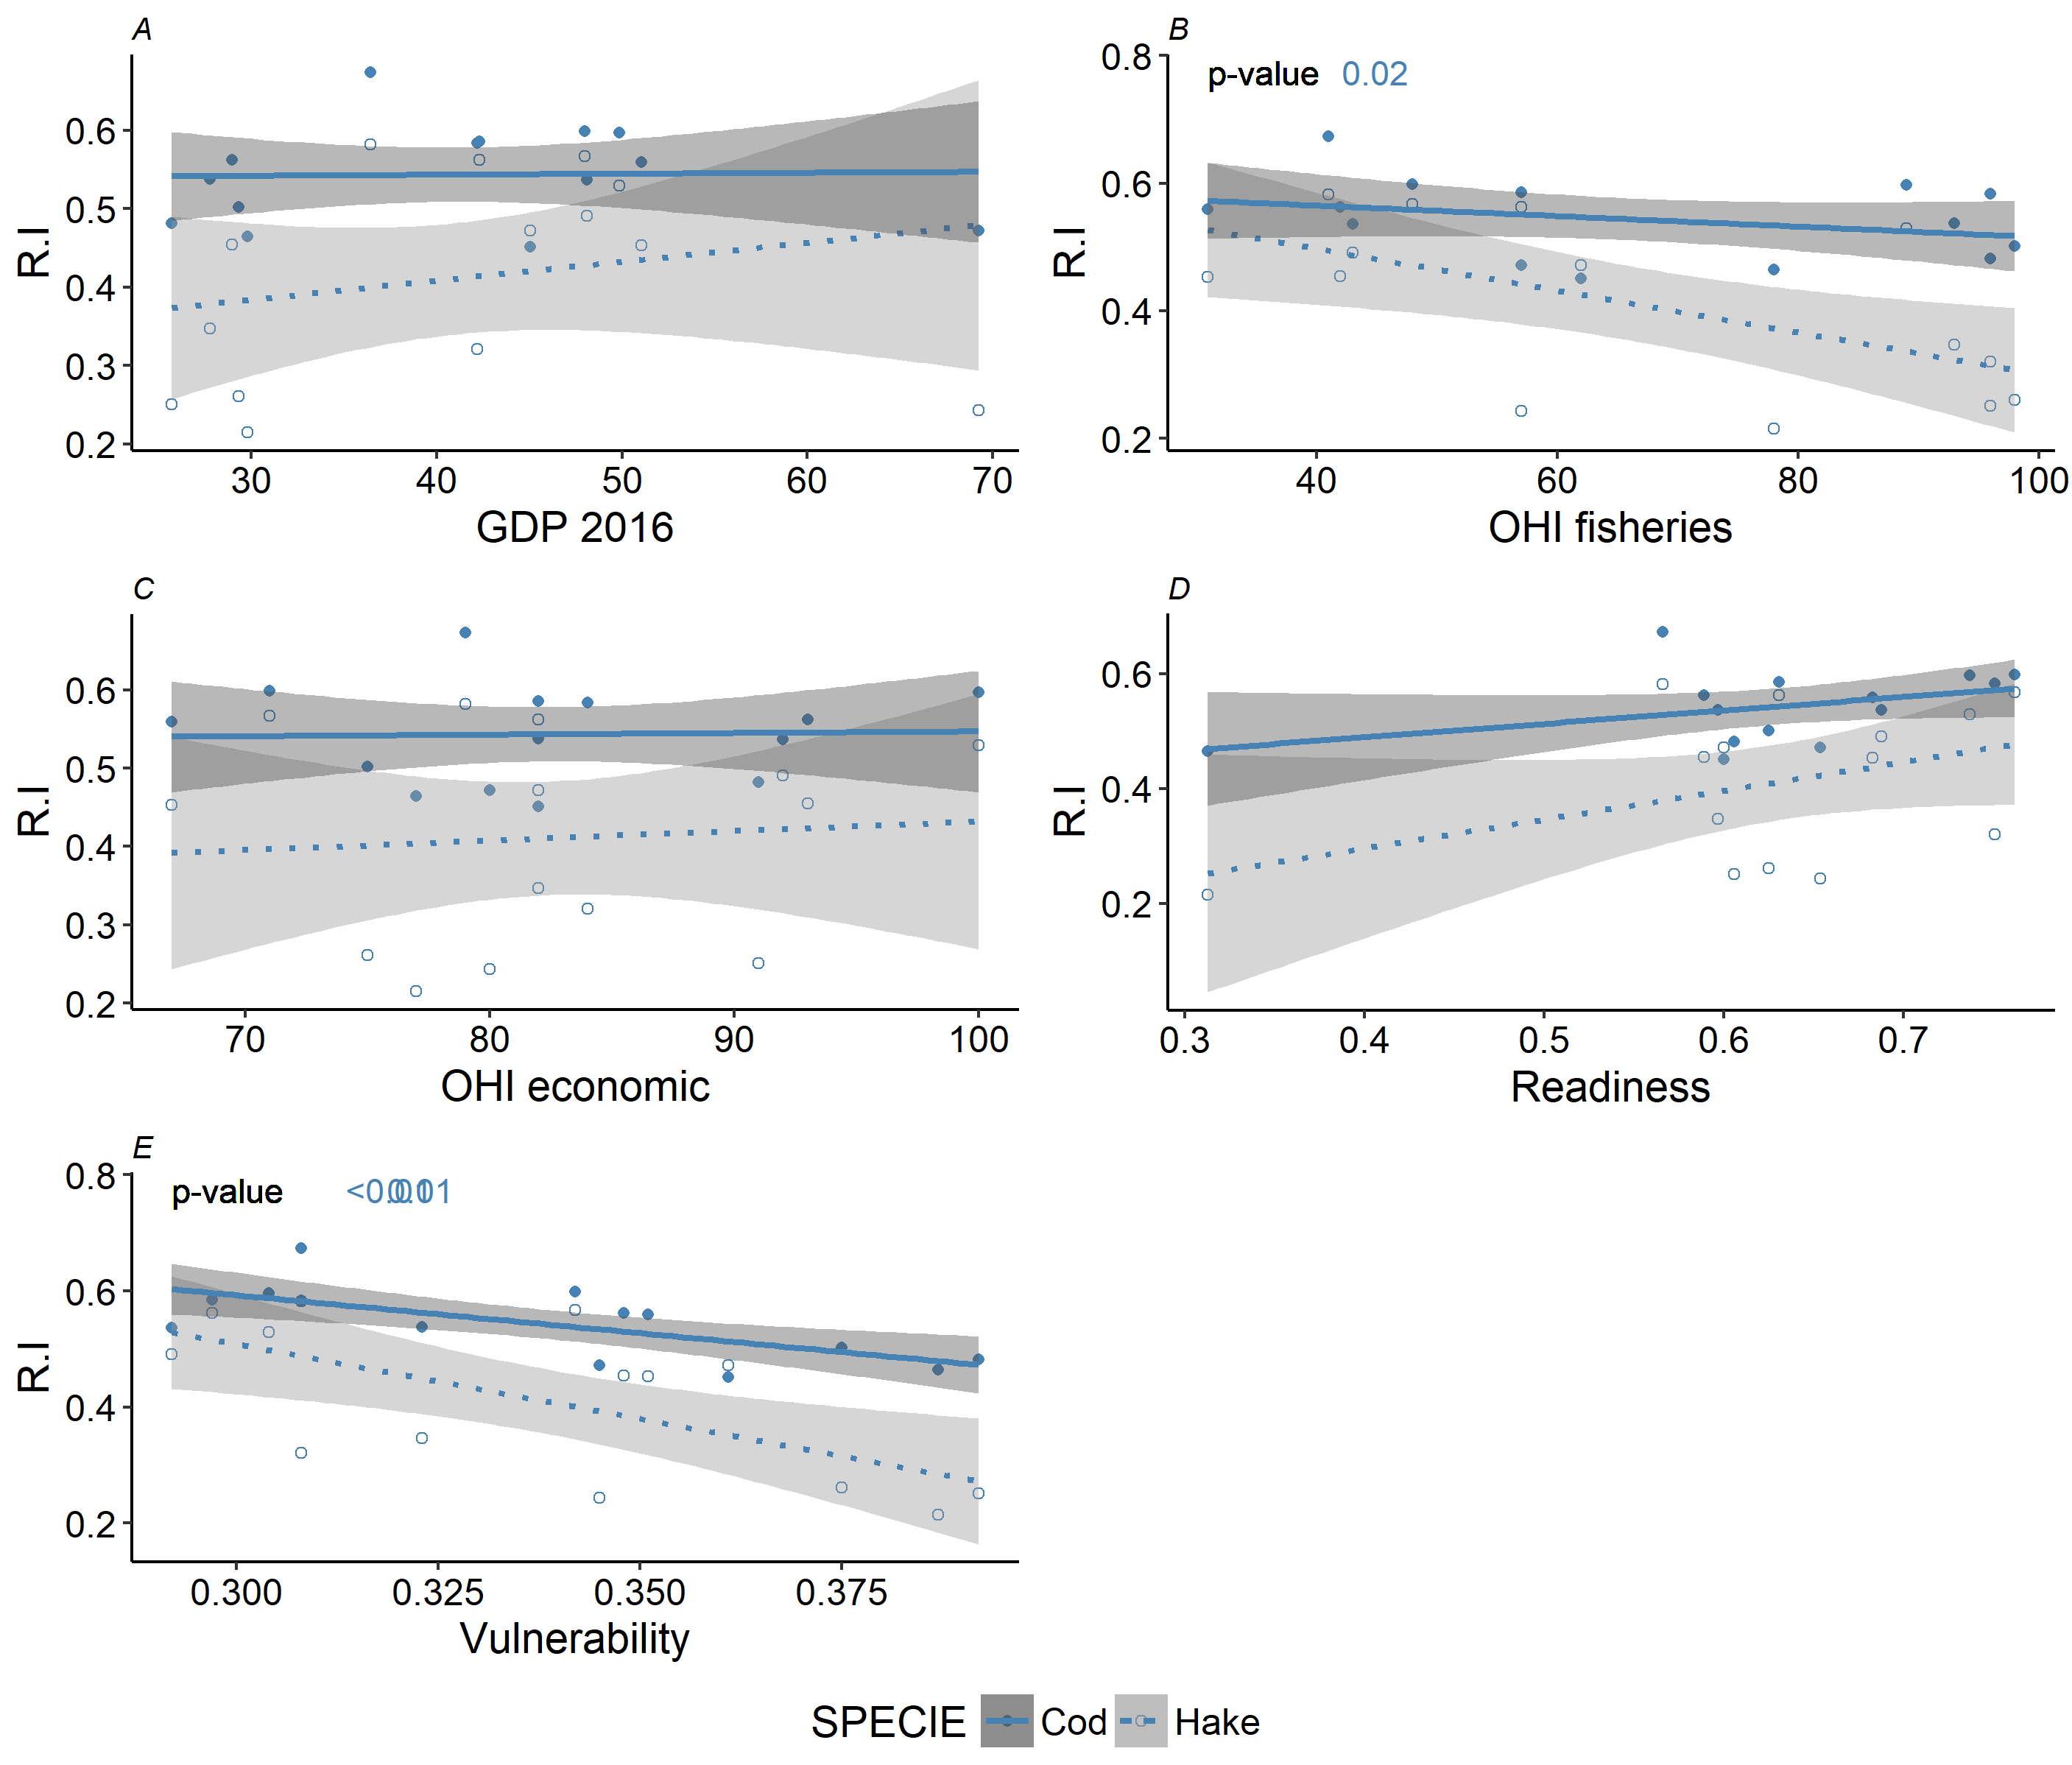 A
R.I
0.6
0.5
0.4
0.3
0.2
30 40 50 60 70
GDP 2016
B
p-value 0.02
R.I
0.8
0.6
0.4
0.2
40 60 80 100
OHI fisheries
C
R.I
0.6
0.5
0.4
0.3
0.2
70 80 90 100
OHI economic
D
R.I
0.6
0.4
0.2
0.3 0.4 0.5 0.6 0.7
Readiness
E
p-value
R.I
0.8
0.6
0.4
0.2
0.300 0.325 0.350 0.375
Vulnerability
SPECIE Cod Hake